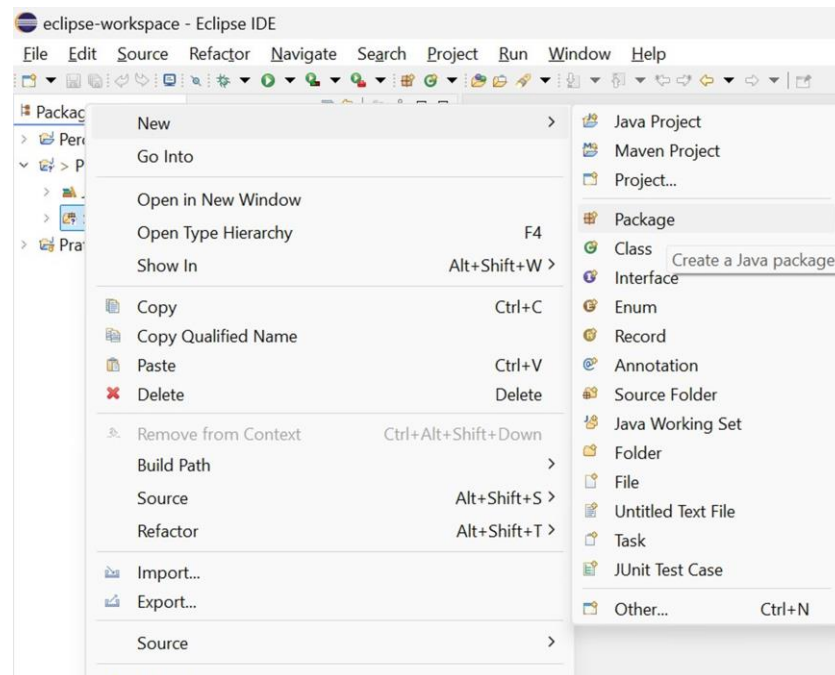 eclipse-workspace - Eclipse IDE
File Edit Source Refactor Navigate Search Project Run Window Help
Packag
Per
> P
Pra
New
Go Into
Open in New Window
Open Type Hierarchy F4
Show In Alt+Shift+W >
Copy Ctrl+C
Copy Qualified Name
Paste Ctrl+V
Delete Delete
Remove from Context Ctrl+Alt+Shift+Down
Build Path
Source Alt+Shift+S >
Refactor Alt+Shift+T >
Import...
Export...
Source
Java Project
Maven Project
Project...
Package
Class
Create a Java package
Interface
Enum
Record
Annotation
Source Folder
Java Working Set
Folder
File
Untitled Text File
Task
JUnit Test Case
Other... Ctrl+N